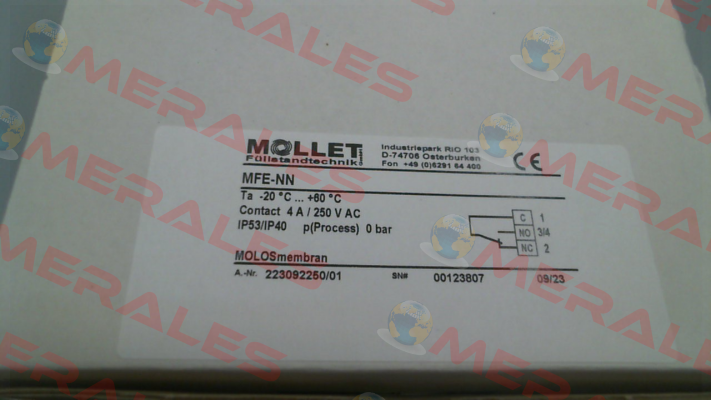 MOLLET
GmbH
Füllstandtechnik
Industriepark RIO 103
D-74706 Osterburken
Fon +49 (0)6291 64 400
CE
MFE-NN
Ta -20 °C ... +60 °C
Contact 4 A / 250 V AC
IP53/IP40 p(Process) 0 bar
C 1
NO 3/4
NC 2
MOLOSmembran
A.-Nr. 223092250/01 SN# 00123807 09/23
MERALES
MERALES
MERALES
MERALES
MERALES